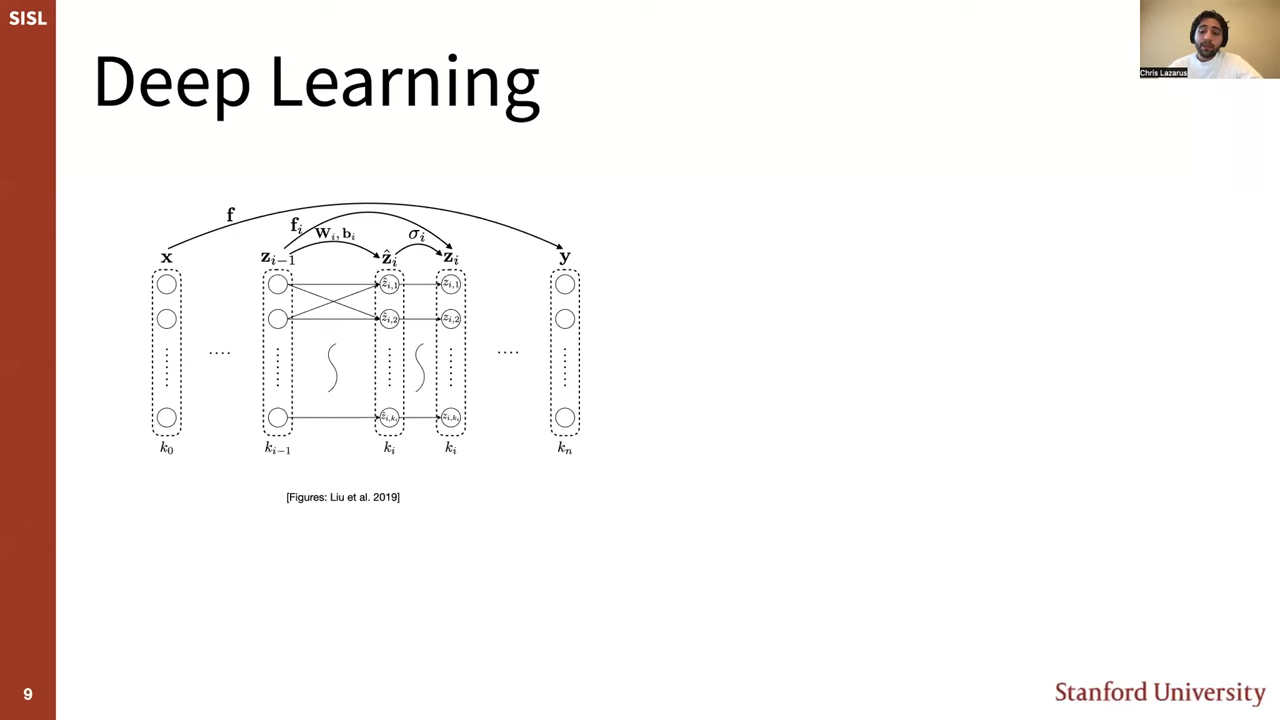 SISL
Deep Learning
Chris Lazarus
f
f_i
W_i, b_i
σ_i
x
z_{i−1}
ẑ_i
z_i
y
ẑ_{i,1}
z_{i,1}
ẑ_{i,2}
z_{i,2}
ẑ_{i,k_i}
z_{i,k_i}
k_0
k_{i−1}
k_i
k_i
k_n
[Figures: Liu et al. 2019]
9
Stanford University